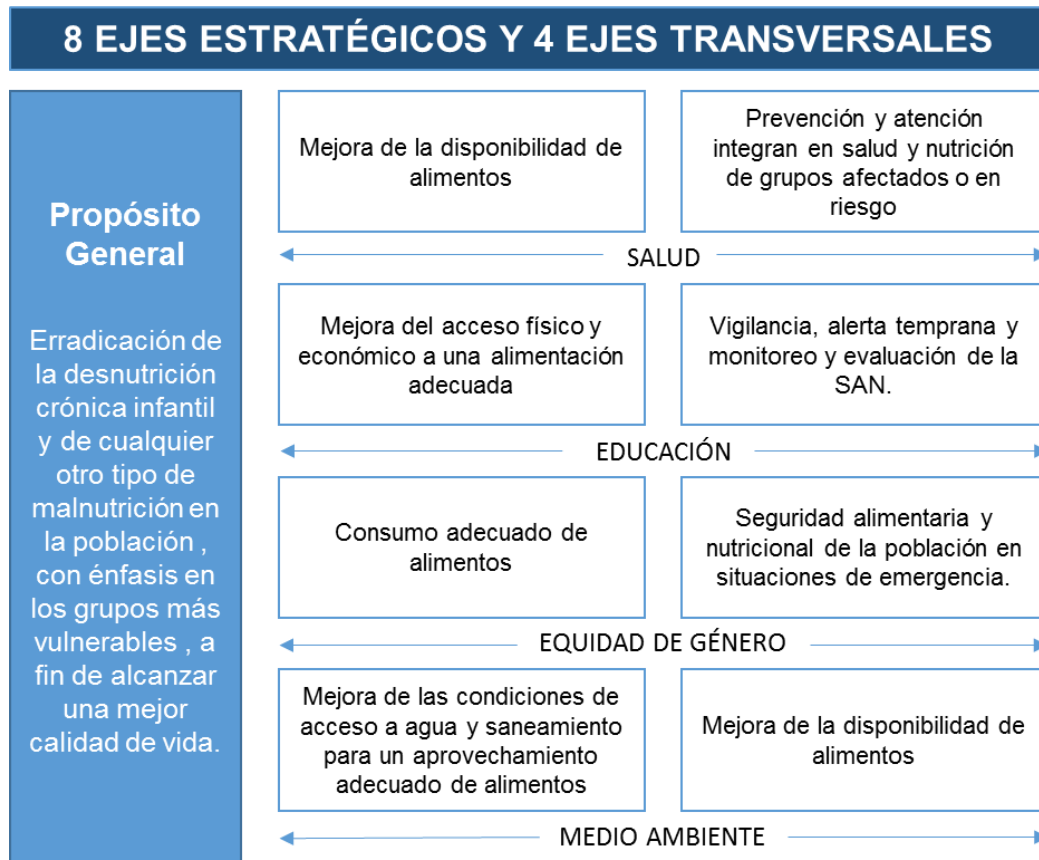 8 EJES ESTRATÉGICOS Y 4 EJES TRANSVERSALES
Propósito
General
Erradicación de
la desnutrición
crónica infantil
y de cualquier
otro tipo de
malnutrición en
la población ,
con énfasis en
los grupos más
vulnerables , a
fin de alcanzar
una mejor
calidad de vida.
Mejora de la disponibilidad de
alimentos
Prevención y atención
integran en salud y nutrición
de grupos afectados o en
riesgo
SALUD
Mejora del acceso físico y
económico a una alimentación
adecuada
Vigilancia, alerta temprana y
monitoreo y evaluación de la
SAN.
EDUCACIÓN
Consumo adecuado de
alimentos
Seguridad alimentaria y
nutricional de la población en
situaciones de emergencia.
EQUIDAD DE GÉNERO
Mejora de las condiciones de
acceso a agua y saneamiento
para un aprovechamiento
adecuado de alimentos
Mejora de la disponibilidad de
alimentos
MEDIO AMBIENTE